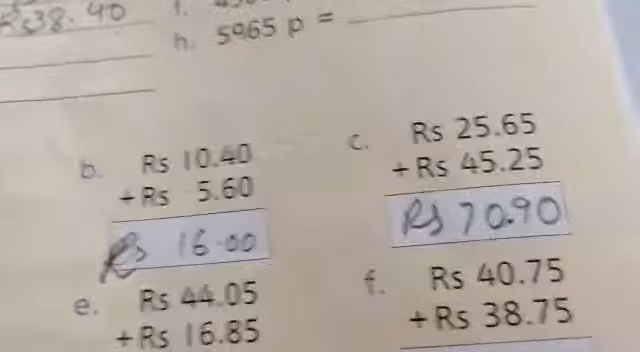 Rs38.40
f.
h. 5965 p =
b. Rs 10.40
+Rs 5.60
Rs 16.00
c. Rs 25.65
+Rs 45.25
Rs 70.90
e. Rs 44.05
+Rs 16.85
f. Rs 40.75
+Rs 38.75